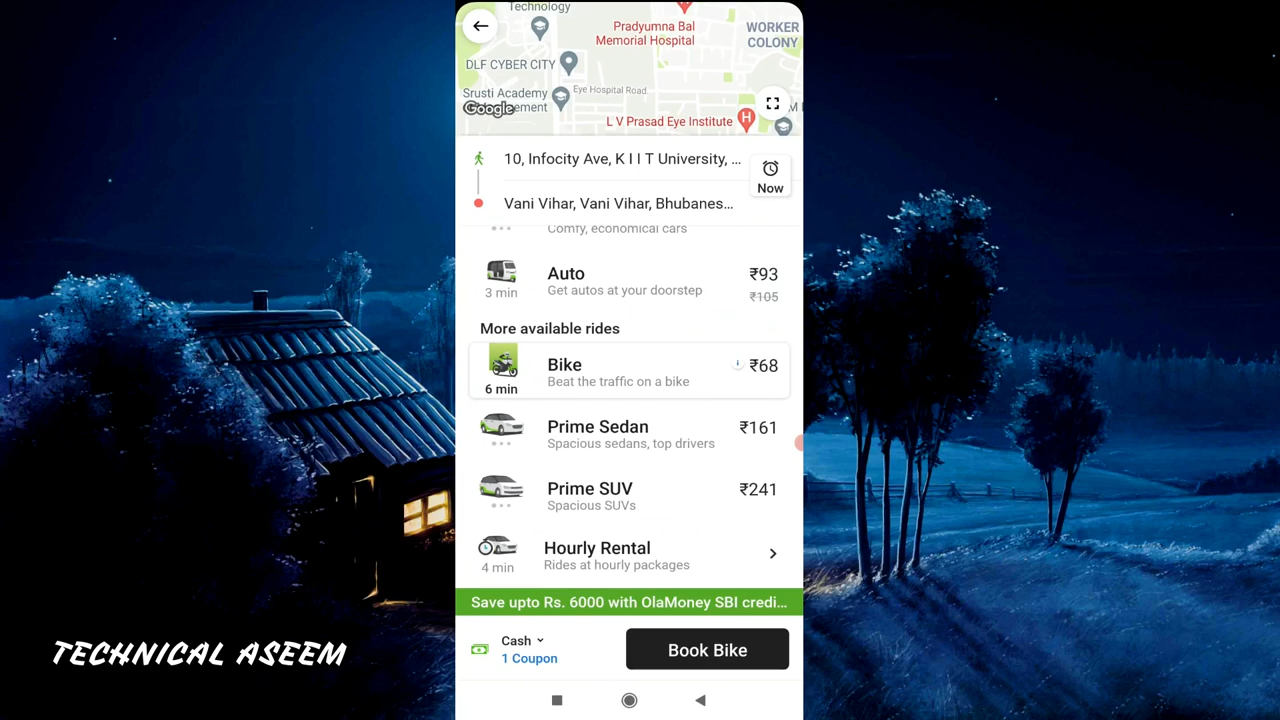 Technology
Pradyumna Bal
Memorial Hospital
WORKER
COLONY
DLF CYBER CITY
Srusti Academy
Eye Hospital Road
Google
L V Prasad Eye Institute
H
10, Infocity Ave, K I I T University, ...
Now
Vani Vihar, Vani Vihar, Bhubanes...
Comfy, economical cars
Auto
₹93
Get autos at your doorstep
3 min
₹105
More available rides
Bike
i
₹68
Beat the traffic on a bike
6 min
Prime Sedan
₹161
Spacious sedans, top drivers
Prime SUV
₹241
Spacious SUVs
Hourly Rental
Rides at hourly packages
4 min
Save upto Rs. 6000 with OlaMoney SBI credi...
Cash
1 Coupon
Book Bike
TECHNICAL ASEEM